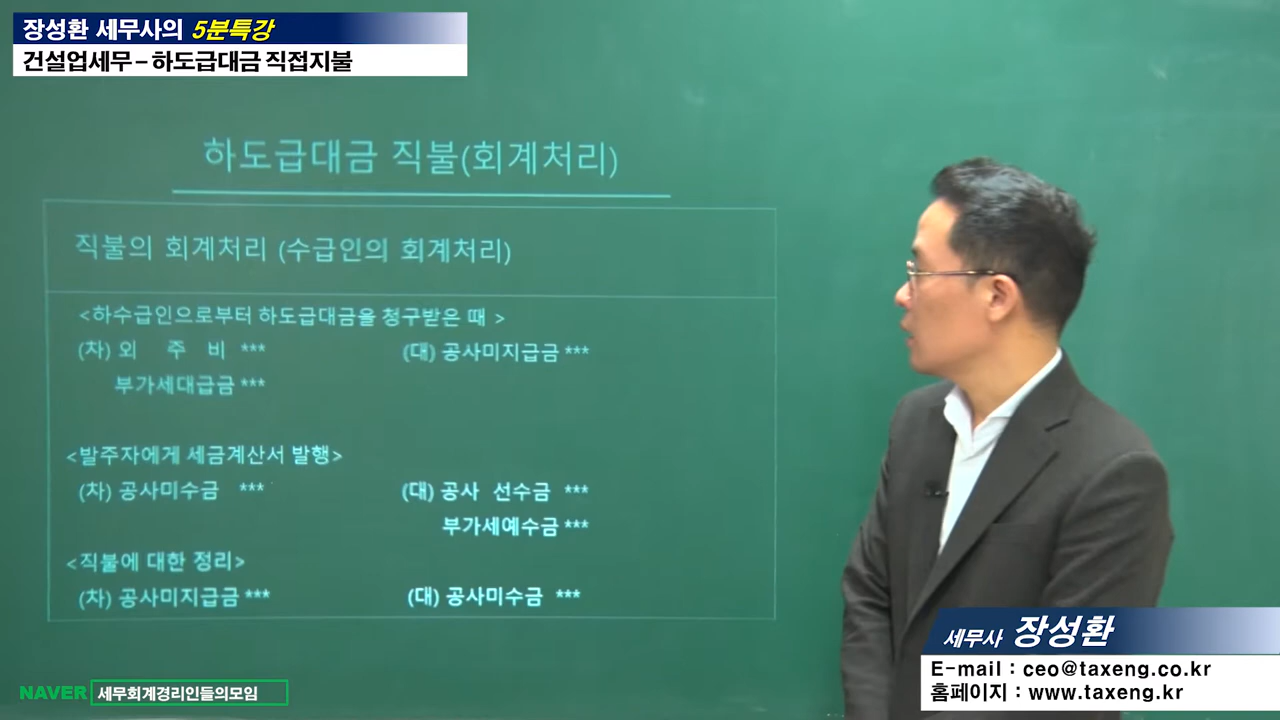 장성환 세무사의 5분특강
건설업세무 – 하도급대금 직접지불
하도급대금 직불(회계처리)
직불의 회계처리 (수급인의 회계처리)
<하수급인으로부터 하도급대금을 청구받은 때 >
(차) 외 주 비 *** (대) 공사미지급금 ***
부가세대급금 ***
<발주자에게 세금계산서 발행>
(차) 공사미수금 *** (대) 공사 선수금 ***
부가세예수금 ***
<직불에 대한 정리>
(차) 공사미지급금 *** (대) 공사미수금 ***
세무사 장성환
E-mail : ceo@taxeng.co.kr
홈페이지 : www.taxeng.kr
NAVER 세무회계경리인들의모임